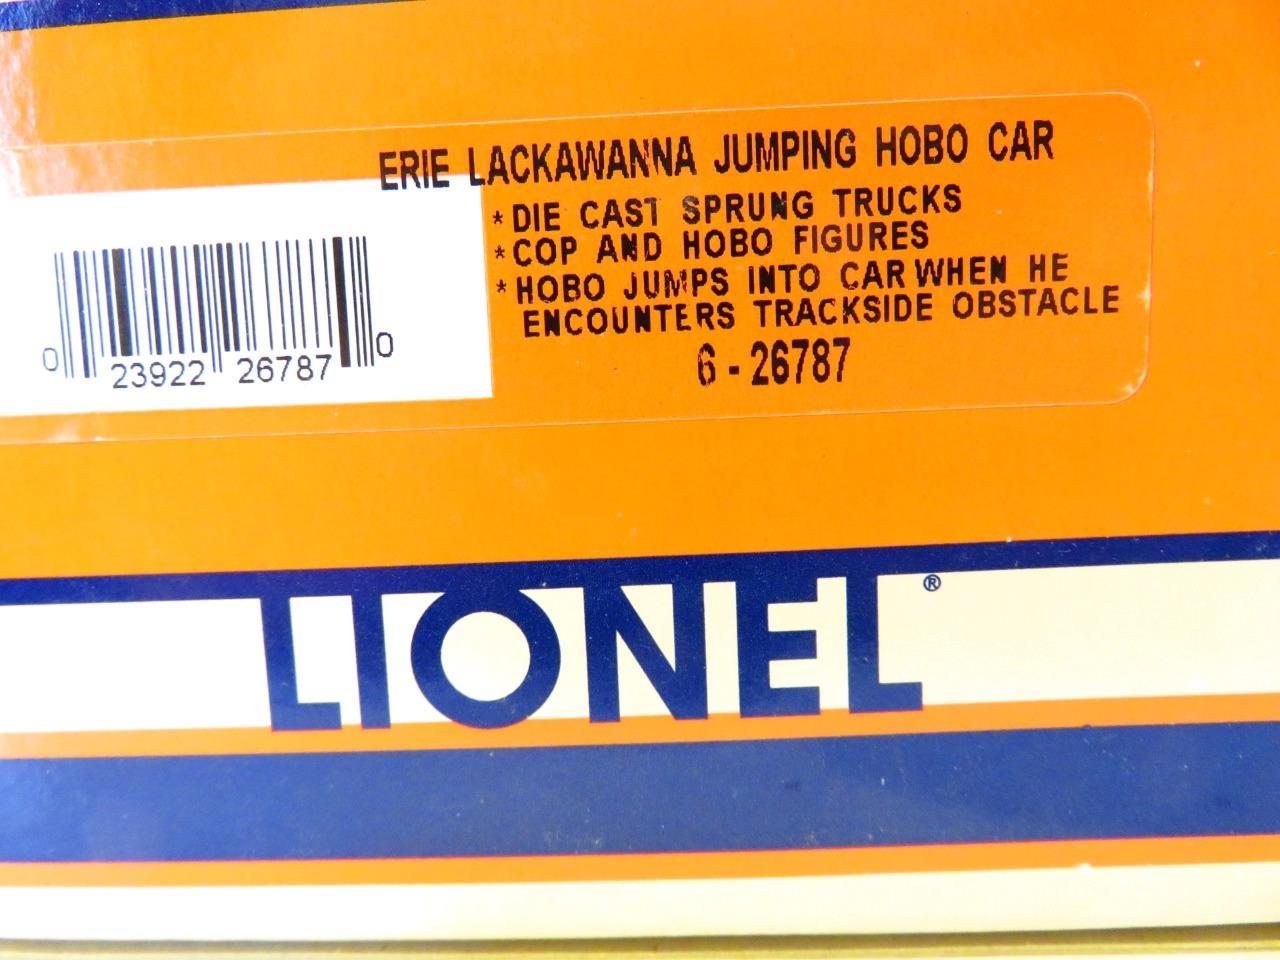 ERIE LACKAWANNA JUMPING HOBO CAR
* DIE CAST SPRUNG TRUCKS
* COP AND HOBO FIGURES
* HOBO JUMPS INTO CAR WHEN HE
ENCOUNTERS TRACKSIDE OBSTACLE
6 - 26787
0 23922 26787 0
LIONEL®